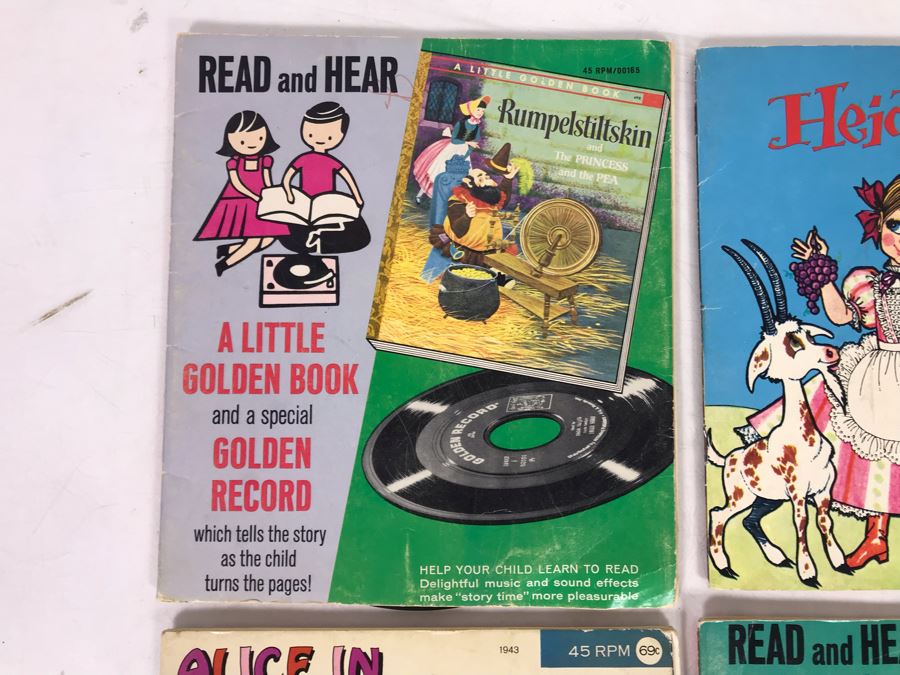 READ and HEAR
45 RPM/00165
A LITTLE GOLDEN BOOK
Rumpelstiltskin
and
The PRINCESS
and the PEA
A LITTLE
GOLDEN BOOK
and a special
GOLDEN
RECORD
which tells the story
as the child
turns the pages!
GOLDEN RECORD
HELP YOUR CHILD LEARN TO READ
Delightful music and sound effects
make "story time" more pleasurable
ALICE IN
1943
45 RPM 69¢
READ and